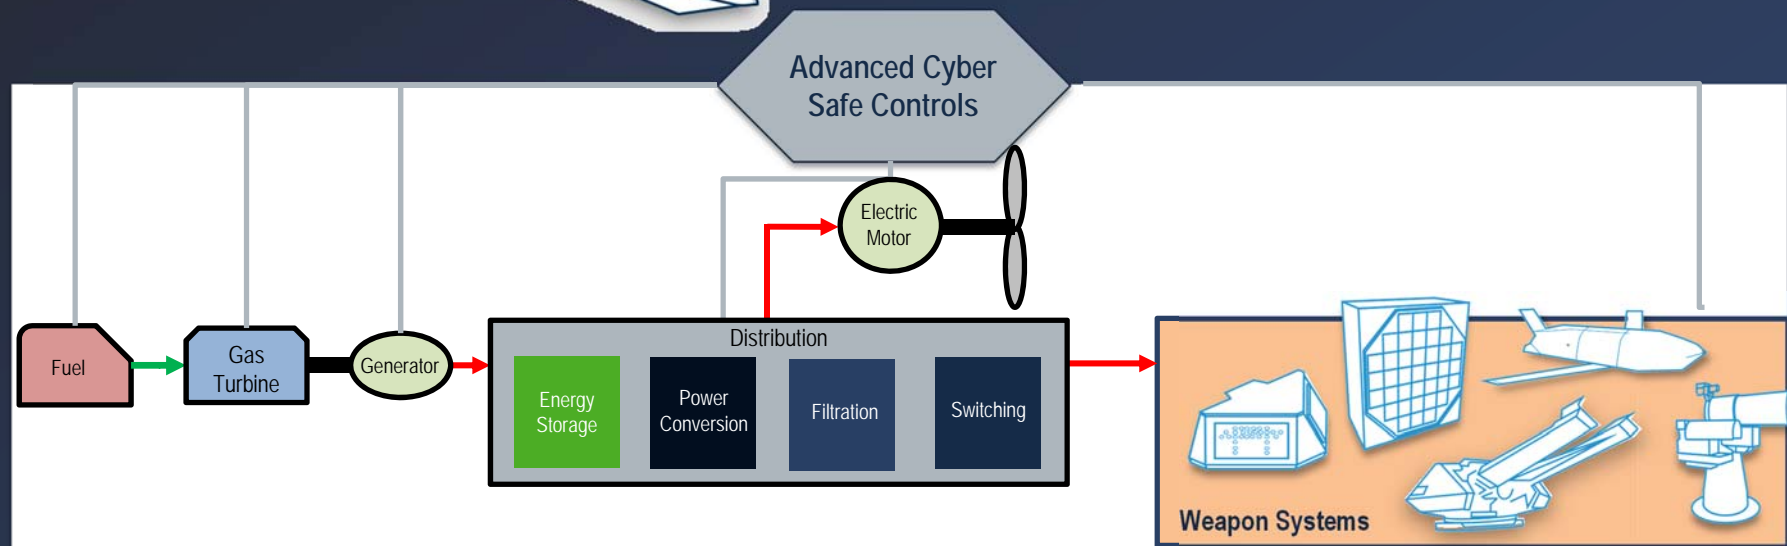 Advanced Cyber
Safe Controls
Electric
Motor
Fuel
Gas
Turbine
Generator
Distribution
Energy
Storage
Power
Conversion
Filtration
Switching
Weapon Systems